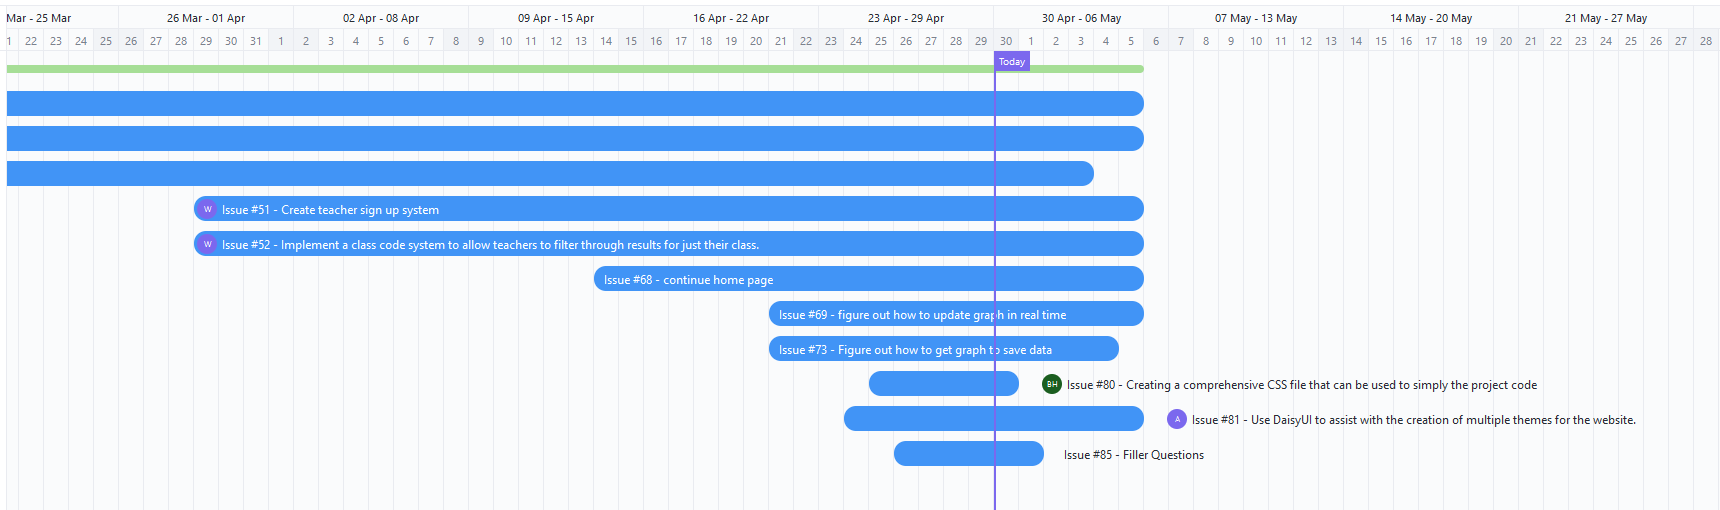 Mar - 25 Mar 26 Mar - 01 Apr 02 Apr - 08 Apr 09 Apr - 15 Apr 16 Apr - 22 Apr 23 Apr - 29 Apr 30 Apr - 06 May 07 May - 13 May 14 May - 20 May 21 May - 27 May
1 22 23 24 25 26 27 28 29 30 31 1 2 3 4 5 6 7 8 9 10 11 12 13 14 15 16 17 18 19 20 21 22 23 24 25 26 27 28 29 30 1 2 3 4 5 6 7 8 9 10 11 12 13 14 15 16 17 18 19 20 21 22 23 24 25 26 27 28
Today
W Issue #51 - Create teacher sign up system
W Issue #52 - Implement a class code system to allow teachers to filter through results for just their class.
Issue #68 - continue home page
Issue #69 - figure out how to update graph in real time
Issue #73 - Figure out how to get graph to save data
BH Issue #80 - Creating a comprehensive CSS file that can be used to simply the project code
A Issue #81 - Use DaisyUI to assist with the creation of multiple themes for the website.
Issue #85 - Filler Questions